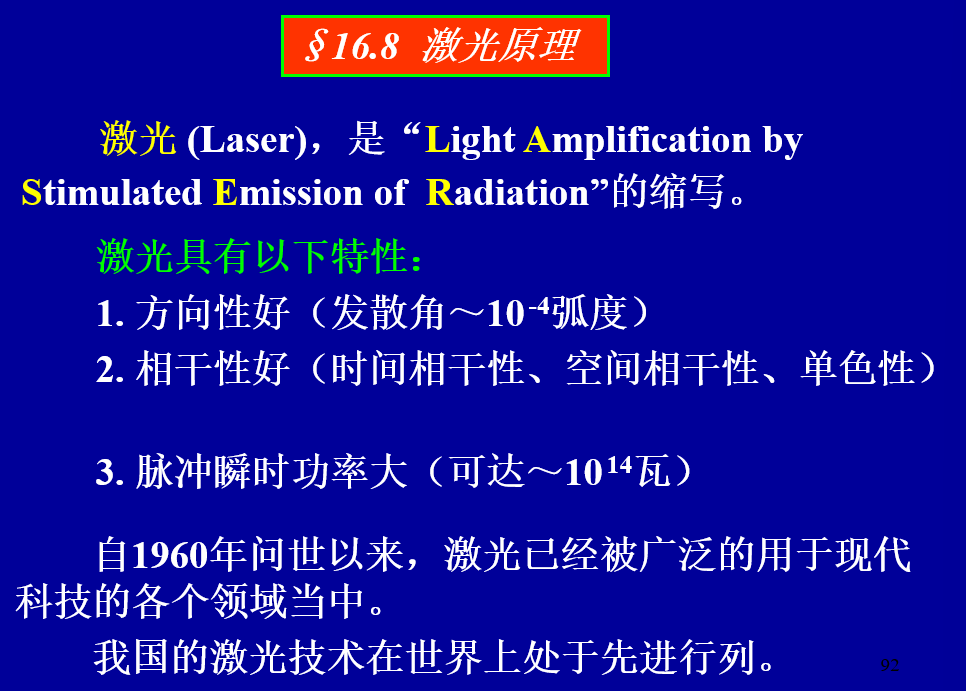 §16.8 激光原理
激光 (Laser)，是“Light Amplification by
Stimulated Emission of Radiation”的缩写。
激光具有以下特性：
1. 方向性好（发散角～10⁻⁴弧度）
2. 相干性好（时间相干性、空间相干性、单色性）
3. 脉冲瞬时功率大（可达～10¹⁴瓦）
自1960年问世以来，激光已经被广泛的用于现代
科技的各个领域当中。
我国的激光技术在世界上处于先进行列。
92